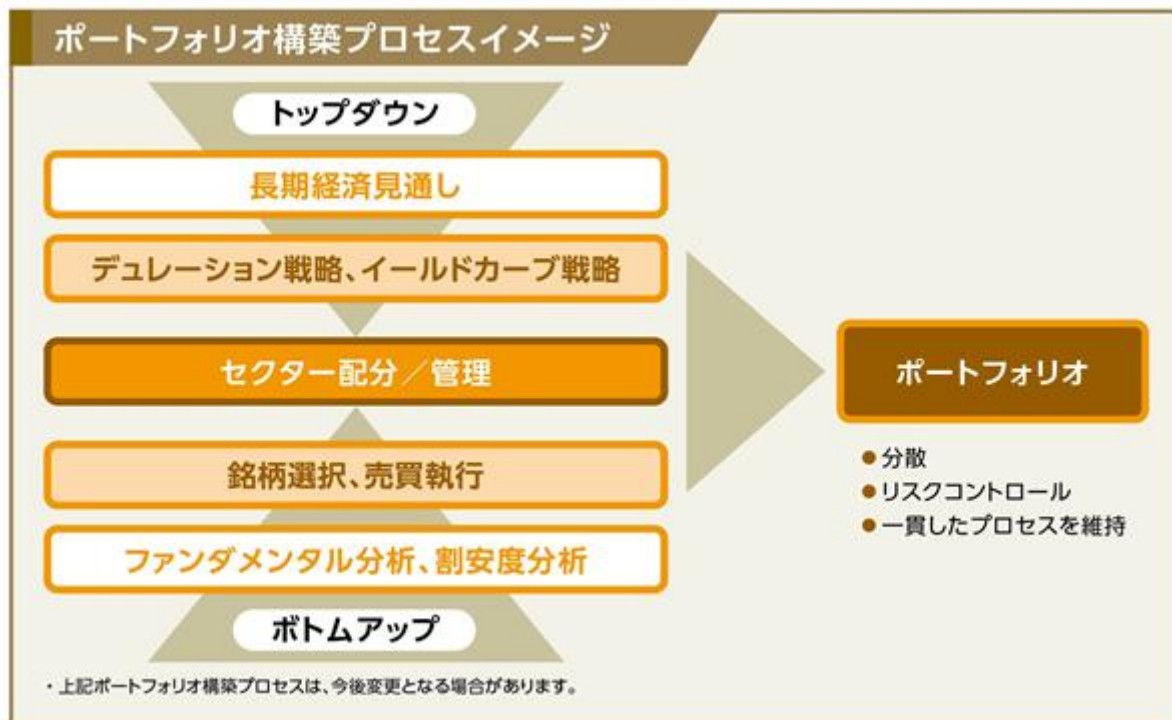 ポートフォリオ構築プロセスイメージ
トップダウン
長期経済見通し
デュレーション戦略、イールドカーブ戦略
セクター配分／管理
銘柄選択、売買執行
ファンダメンタル分析、割安度分析
ボトムアップ
ポートフォリオ
●分散
●リスクコントロール
●一貫したプロセスを維持
・上記ポートフォリオ構築プロセスは、今後変更となる場合があります。